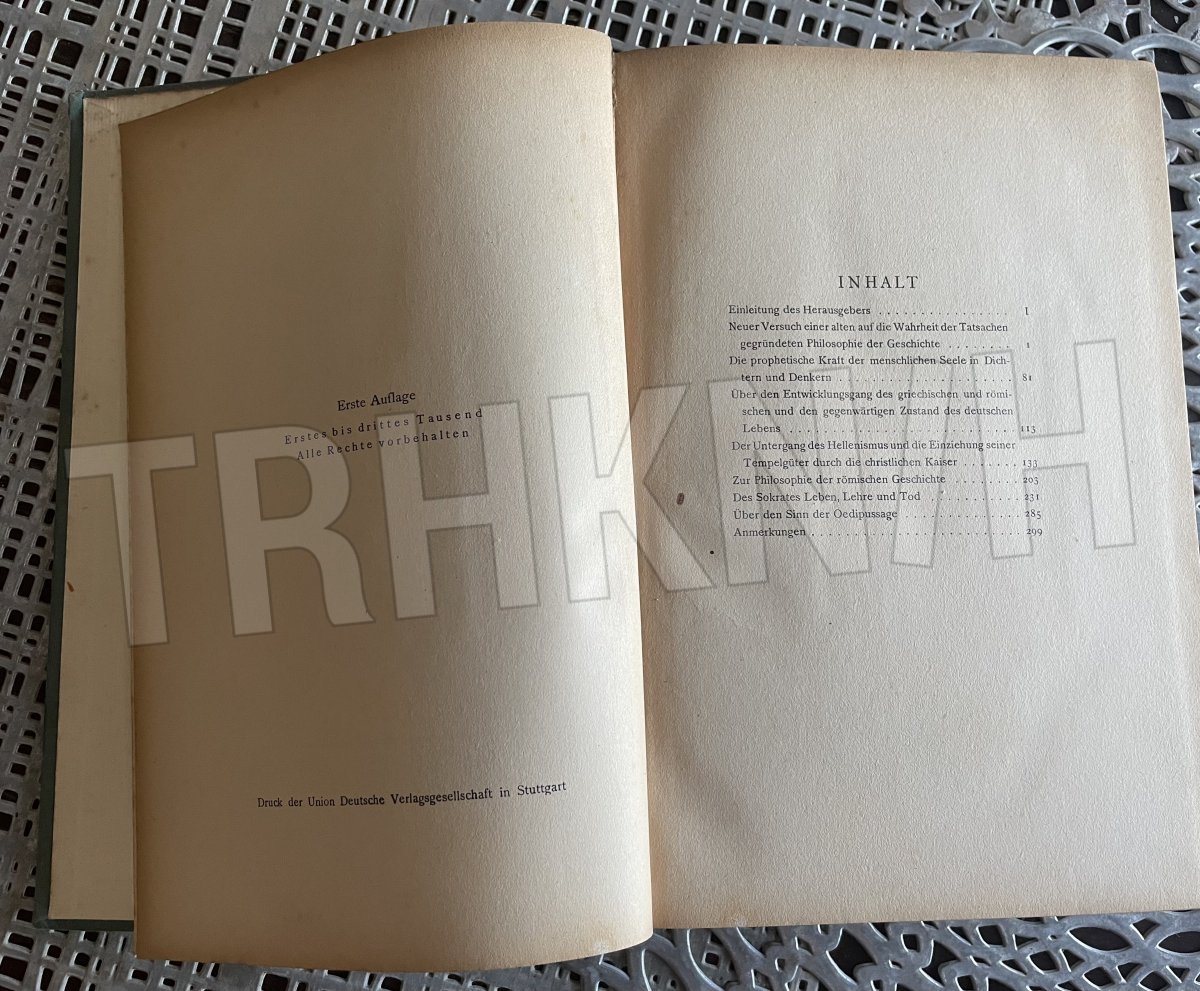 Erste Auflage
Erstes bis drittes Tausend
Alle Rechte vorbehalten
Druck der Union Deutsche Verlagsgesellschaft in Stuttgart
INHALT
Einleitung des Herausgebers . . . . . . . . . . . . . . . . I
Neuer Versuch einer alten auf die Wahrheit der Tatsachen
gegründeten Philosophie der Geschichte . . . . . . . . 1
Die prophetische Kraft der menschlichen Seele in Dich-
tern und Denkern . . . . . . . . . . . . . . . . . . . . . 81
Über den Entwicklungsgang des griechischen und römi-
schen und den gegenwärtigen Zustand des deutschen
Lebens . . . . . . . . . . . . . . . . . . . . . . . . . . . 113
Der Untergang des Hellenismus und die Einziehung seiner
Tempelgüter durch die christlichen Kaiser . . . . . . . 133
Zur Philosophie der römischen Geschichte . . . . . . . . 203
Des Sokrates Leben, Lehre und Tod . . . . . . . . . . . 231
Über den Sinn der Oedipussage . . . . . . . . . . . . . . 285
Anmerkungen . . . . . . . . . . . . . . . . . . . . . . . . . 299
TRHKNVH